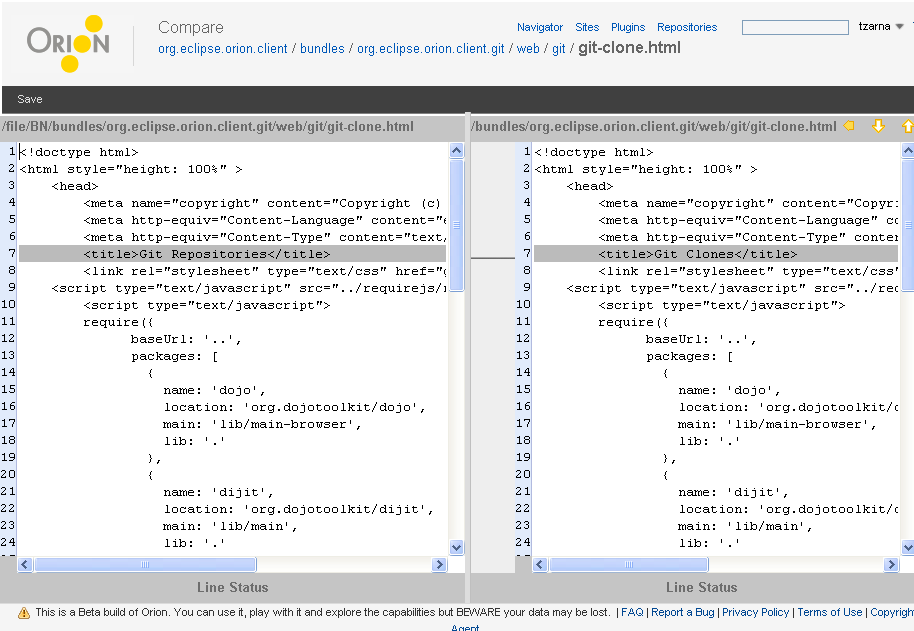 ORION
Compare
Navigator Sites Plugins Repositories tzarna
org.eclipse.orion.client / bundles / org.eclipse.orion.client.git / web / git / git-clone.html
Save
/file/BN/bundles/org.eclipse.orion.client.git/web/git/git-clone.html
1 <!doctype html>
2 <html style="height: 100%" >
3 <head>
4 <meta name="copyright" content="Copyright (c)
5 <meta http-equiv="Content-Language" content="e
6 <meta http-equiv="Content-Type" content="text/
7 <title>Git Repositories</title>
8 <link rel="stylesheet" type="text/css" href="g
9 <script type="text/javascript" src="../requirejs/r
10 <script type="text/javascript">
11 require({
12 baseUrl: '..',
13 packages: [
14 {
15 name: 'dojo',
16 location: 'org.dojotoolkit/dojo',
17 main: 'lib/main-browser',
18 lib: '.'
19 },
20 {
21 name: 'dijit',
22 location: 'org.dojotoolkit/dijit',
23 main: 'lib/main',
24 lib: '.'
Line Status
/bundles/org.eclipse.orion.client.git/web/git/git-clone.html
1 <!doctype html>
2 <html style="height: 100%" >
3 <head>
4 <meta name="copyright" content="Copyri
5 <meta http-equiv="Content-Language" co
6 <meta http-equiv="Content-Type" conter
7 <title>Git Clones</title>
8 <link rel="stylesheet" type="text/css"
9 <script type="text/javascript" src="../rec
10 <script type="text/javascript">
11 require({
12 baseUrl: '..',
13 packages: [
14 {
15 name: 'dojo',
16 location: 'org.dojotoolkit/c
17 main: 'lib/main-browser',
18 lib: '.'
19 },
20 {
21 name: 'dijit',
22 location: 'org.dojotoolkit/c
23 main: 'lib/main',
24 lib: '.'
Line Status
This is a Beta build of Orion. You can use it, play with it and explore the capabilities but BEWARE your data may be lost. | FAQ | Report a Bug | Privacy Policy | Terms of Use | Copyright
Agent